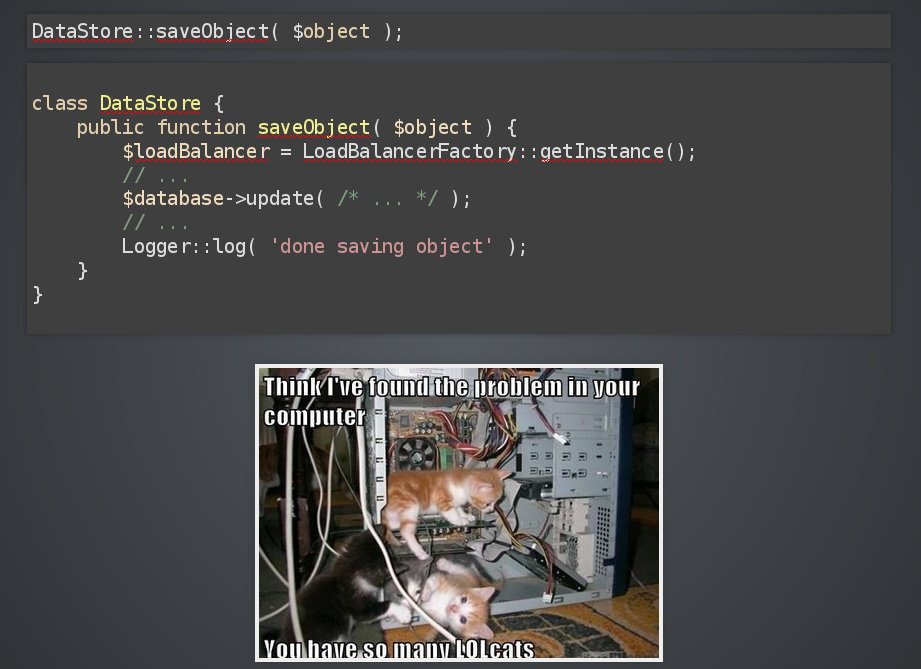 DataStore::saveObject( $object );
class DataStore {
public function saveObject( $object ) {
$loadBalancer = LoadBalancerFactory::getInstance();
// ...
$database->update( /* ... */ );
// ...
Logger::log( 'done saving object' );
}
}
Think I've found the problem in your
computer
You have so many LOLcats